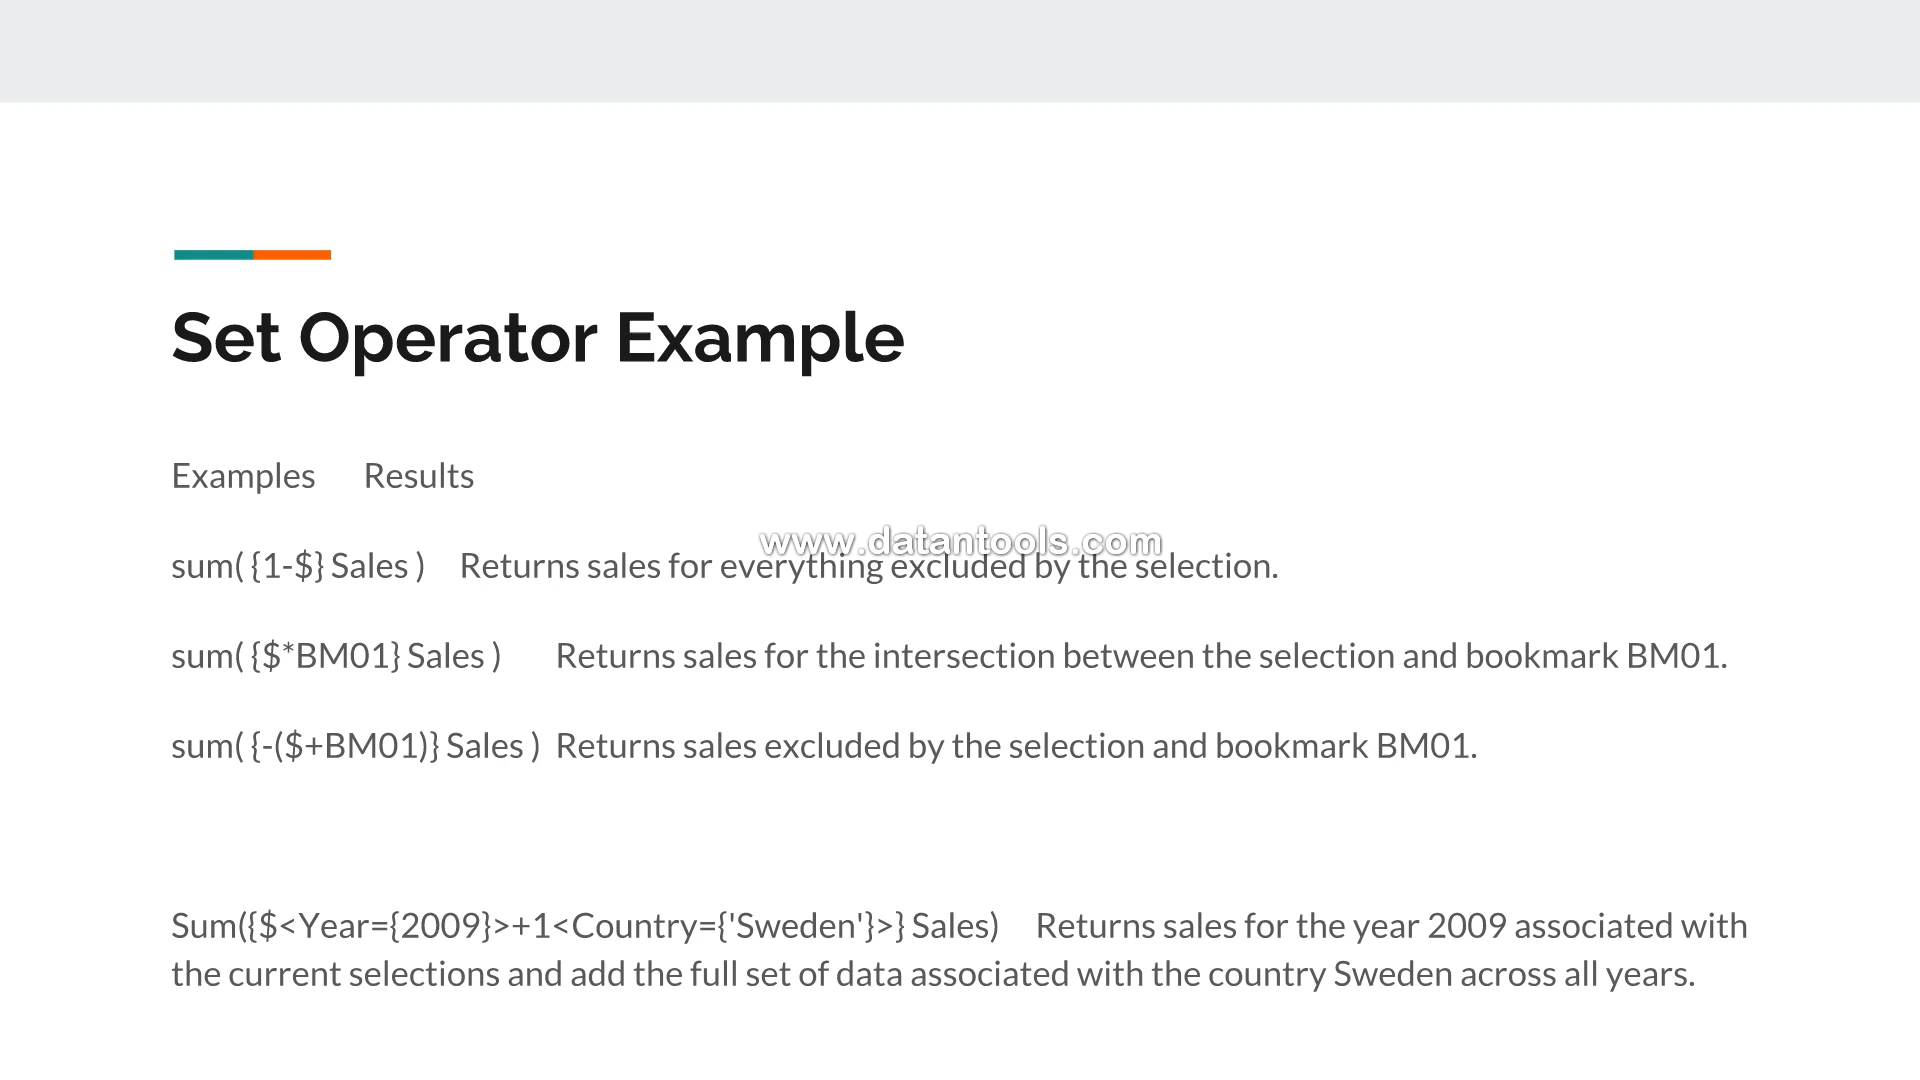 Set Operator Example
Examples Results
www.datantools.com
sum( {1-$} Sales ) Returns sales for everything excluded by the selection.
sum( {$*BM01} Sales ) Returns sales for the intersection between the selection and bookmark BM01.
sum( {-($+BM01)} Sales ) Returns sales excluded by the selection and bookmark BM01.
Sum({$<Year={2009}>+1<Country={'Sweden'}>} Sales) Returns sales for the year 2009 associated with
the current selections and add the full set of data associated with the country Sweden across all years.